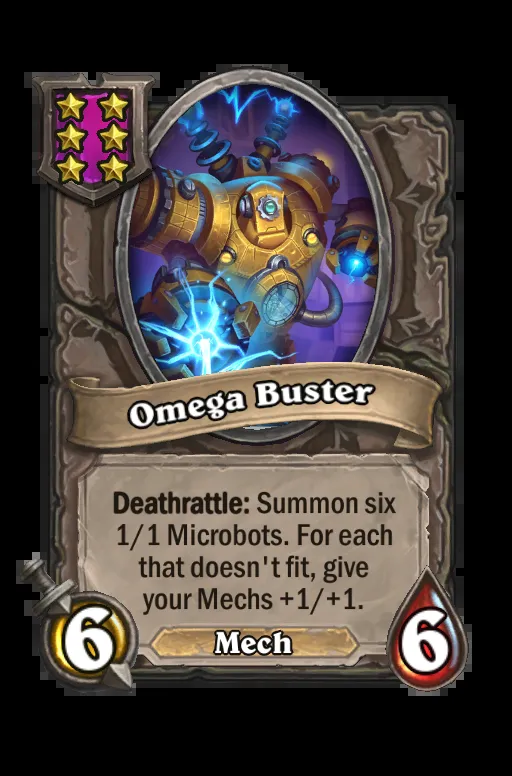 Omega Buster
Deathrattle: Summon six
1/1 Microbots. For each
that doesn't fit, give
your Mechs +1/+1.
6
Mech
6